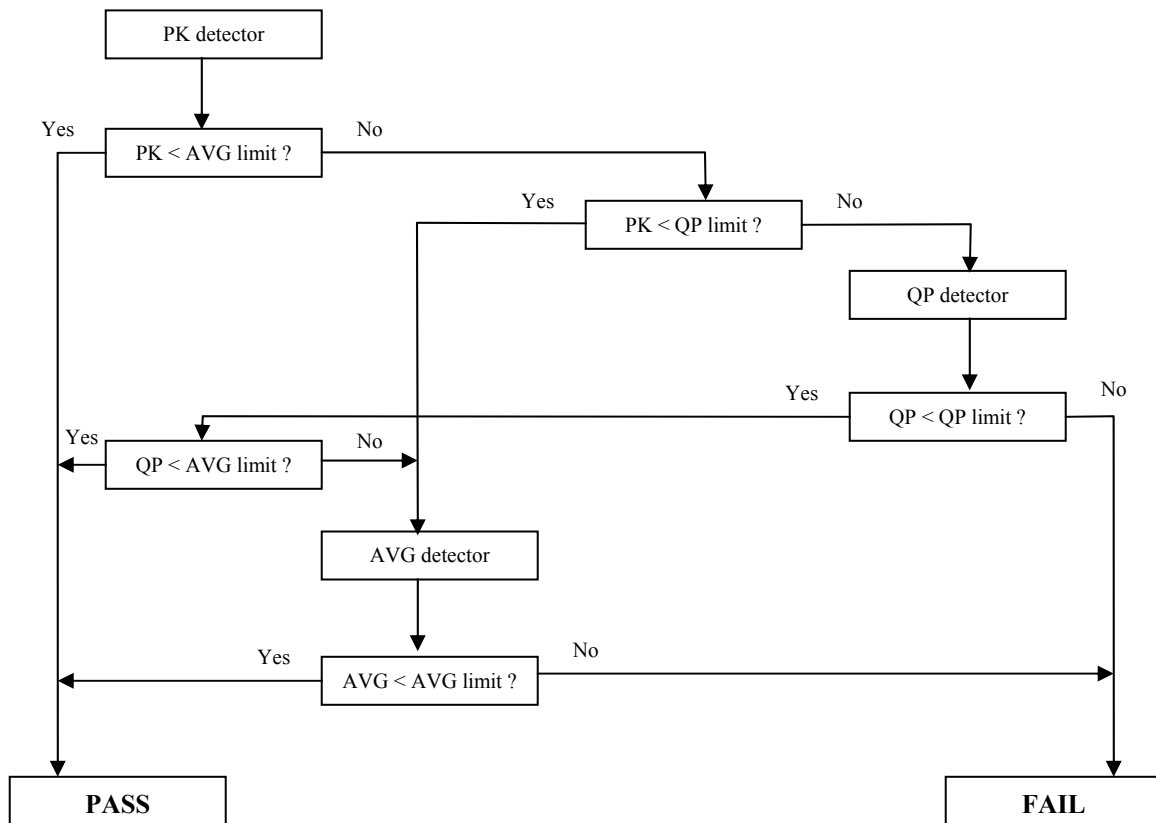 PK detector
Yes
No
PK < AVG limit ?
Yes
No
PK < QP limit ?
QP detector
Yes
No
QP < QP limit ?
Yes
No
QP < AVG limit ?
AVG detector
Yes
No
AVG < AVG limit ?
PASS
FAIL